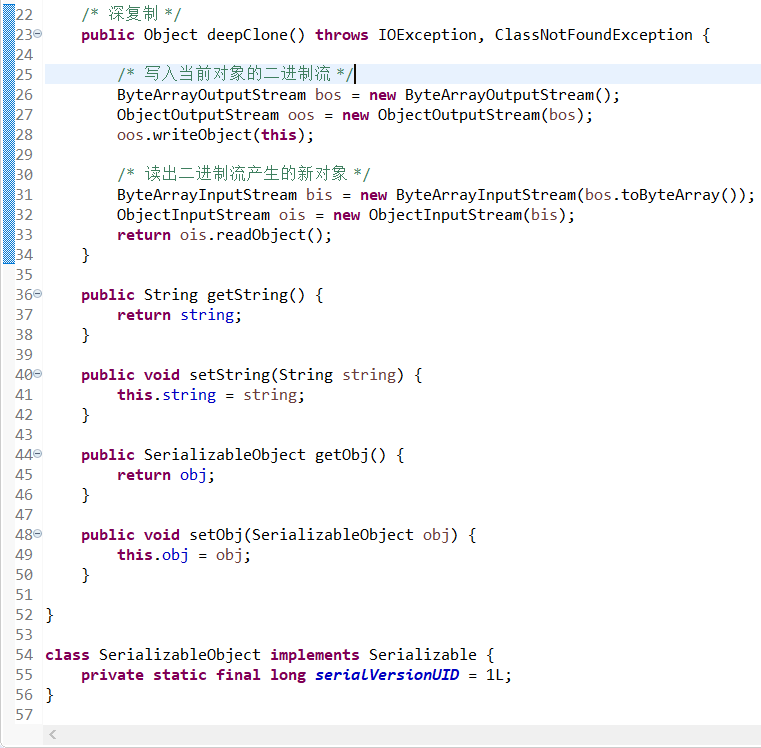 22     /* 深复制 */
23     public Object deepClone() throws IOException, ClassNotFoundException {
24
25         /* 写入当前对象的二进制流 */
26         ByteArrayOutputStream bos = new ByteArrayOutputStream();
27         ObjectOutputStream oos = new ObjectOutputStream(bos);
28         oos.writeObject(this);
29
30         /* 读出二进制流产生的新对象 */
31         ByteArrayInputStream bis = new ByteArrayInputStream(bos.toByteArray());
32         ObjectInputStream ois = new ObjectInputStream(bis);
33         return ois.readObject();
34     }
35
36     public String getString() {
37         return string;
38     }
39
40     public void setString(String string) {
41         this.string = string;
42     }
43
44     public SerializableObject getObj() {
45         return obj;
46     }
47
48     public void setObj(SerializableObject obj) {
49         this.obj = obj;
50     }
51
52 }
53
54 class SerializableObject implements Serializable {
55     private static final long serialVersionUID = 1L;
56 }
57